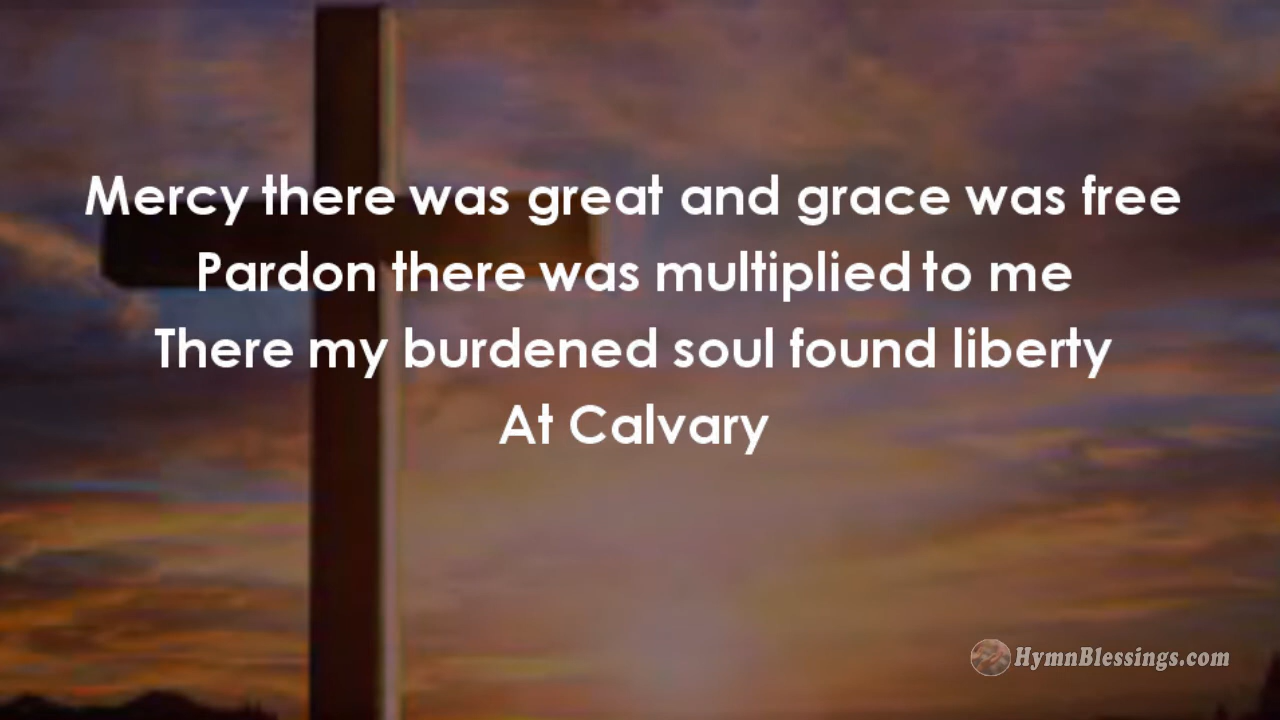 Mercy there was great and grace was free
Pardon there was multiplied to me
There my burdened soul found liberty
At Calvary
HymnBlessings.com